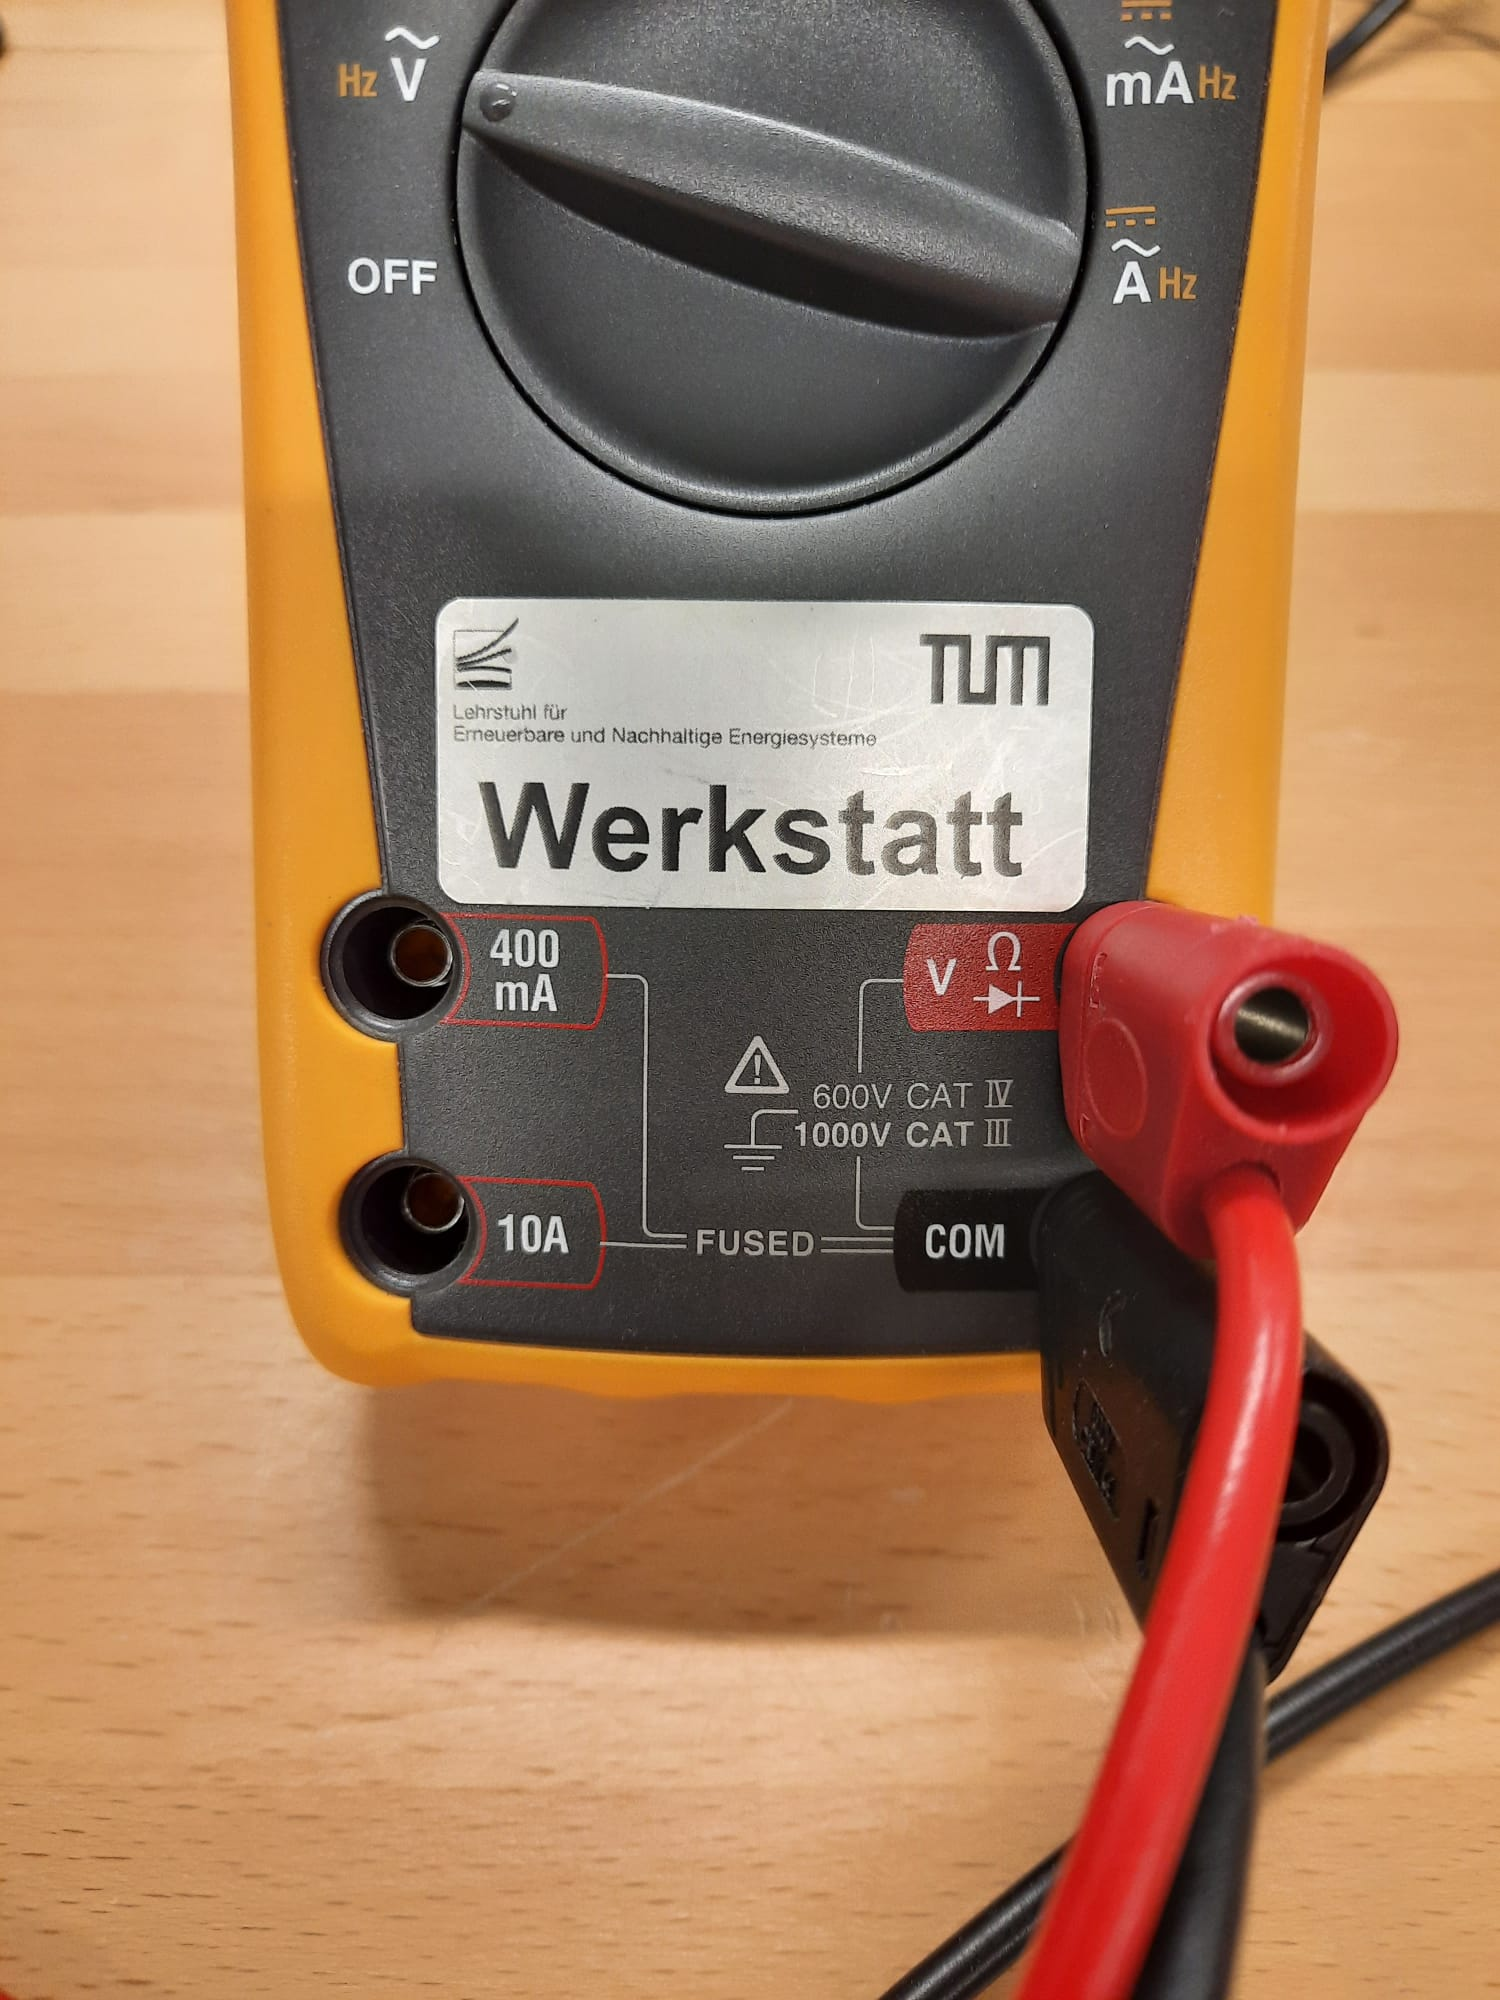 Hz V
mA Hz
OFF
A Hz
TUM
Lehrstuhl für
Erneuerbare und Nachhaltige Energiesysteme
Werkstatt
400
mA
V Ω
600V CAT IV
1000V CAT III
10A
FUSED
COM